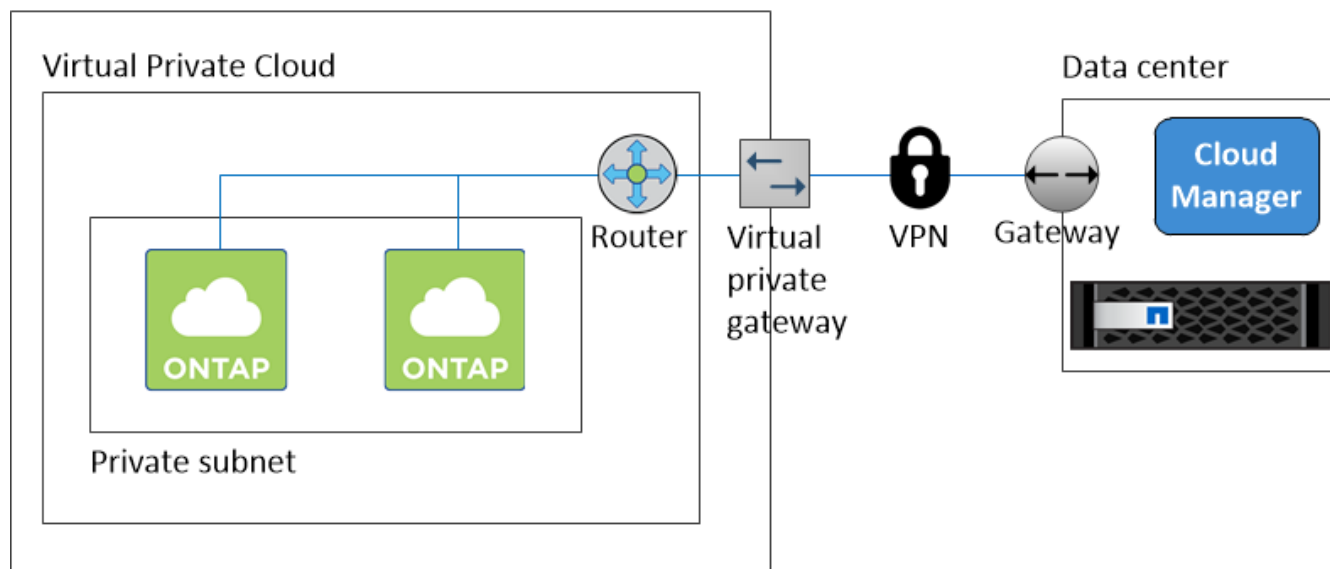 Virtual Private Cloud
Data center
Cloud
Manager
Router
Virtual
private
gateway
VPN
Gateway
ONTAP
ONTAP
Private subnet